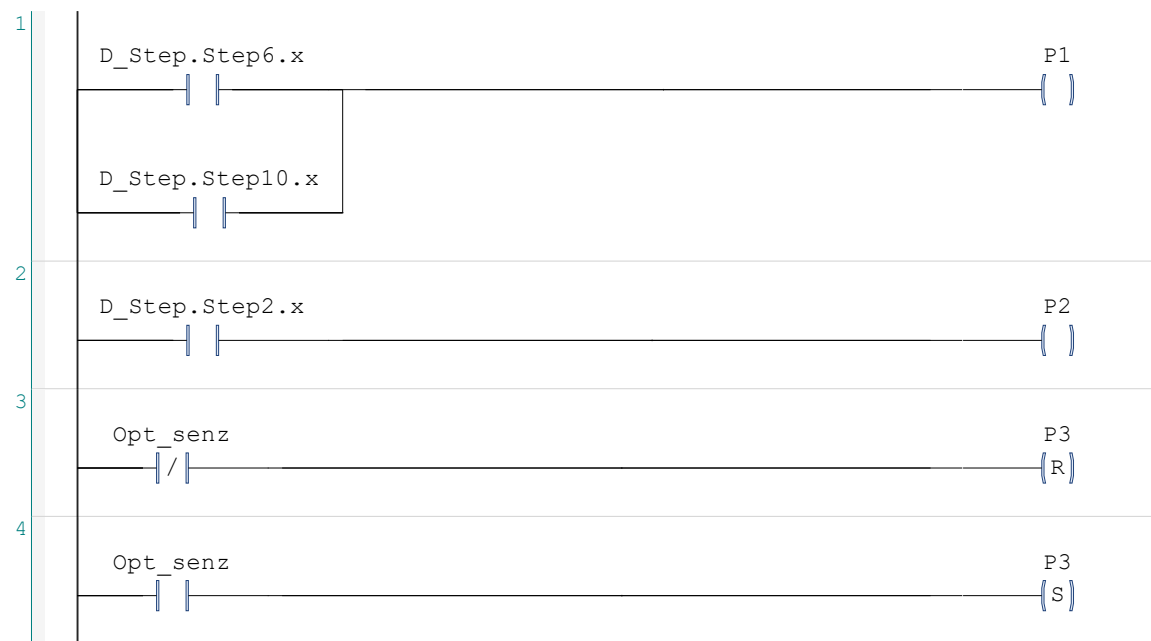 1
D_Step.Step6.x P1
( )
D_Step.Step10.x
2
D_Step.Step2.x P2
( )
3
Opt_senz P3
/ (R)
4
Opt_senz P3
(S)